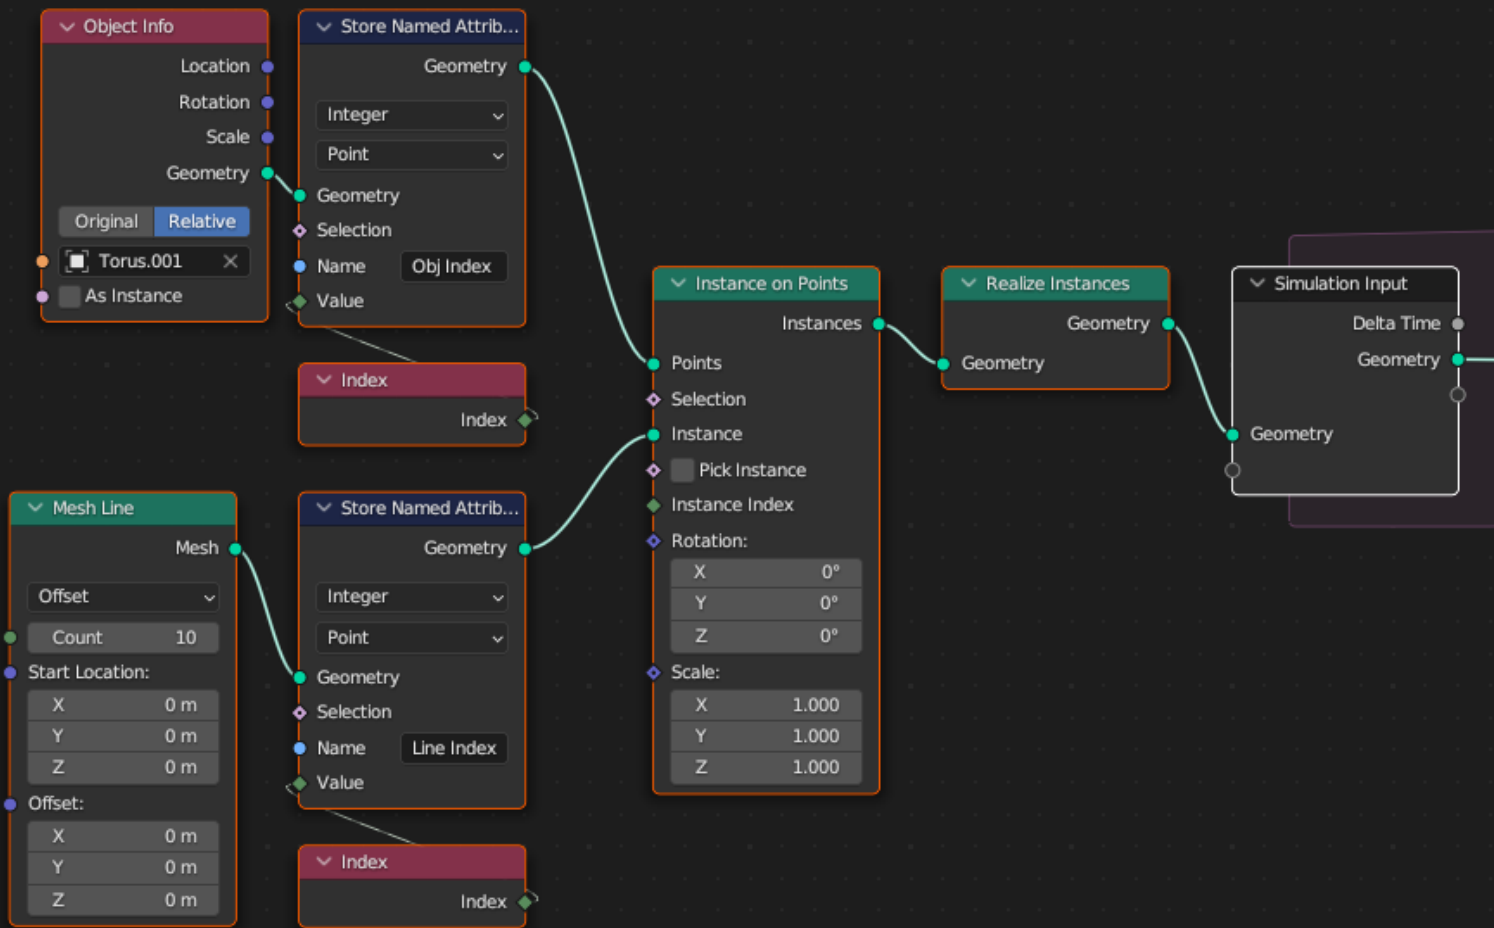 Object Info
Location
Rotation
Scale
Geometry
Original Relative
Torus.001
As Instance
Store Named Attrib...
Geometry
Integer
Point
Geometry
Selection
Name Obj Index
Value
Index
Index
Mesh Line
Mesh
Offset
Count 10
Start Location:
X 0 m
Y 0 m
Z 0 m
Offset:
X 0 m
Y 0 m
Z 0 m
Store Named Attrib...
Geometry
Integer
Point
Geometry
Selection
Name Line Index
Value
Index
Index
Instance on Points
Instances
Points
Selection
Instance
Pick Instance
Instance Index
Rotation:
X 0°
Y 0°
Z 0°
Scale:
X 1.000
Y 1.000
Z 1.000
Realize Instances
Geometry
Geometry
Simulation Input
Delta Time
Geometry
Geometry